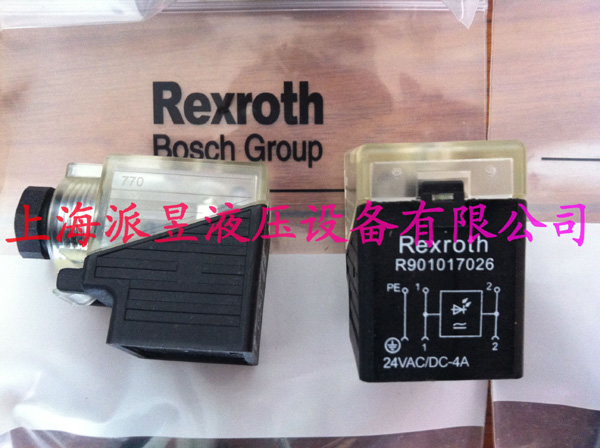 Rexroth
Bosch Group
770
上海派昱液压设备有限公司
Rexroth
R901017026
PE 1 2
1 2
24VAC/DC-4A